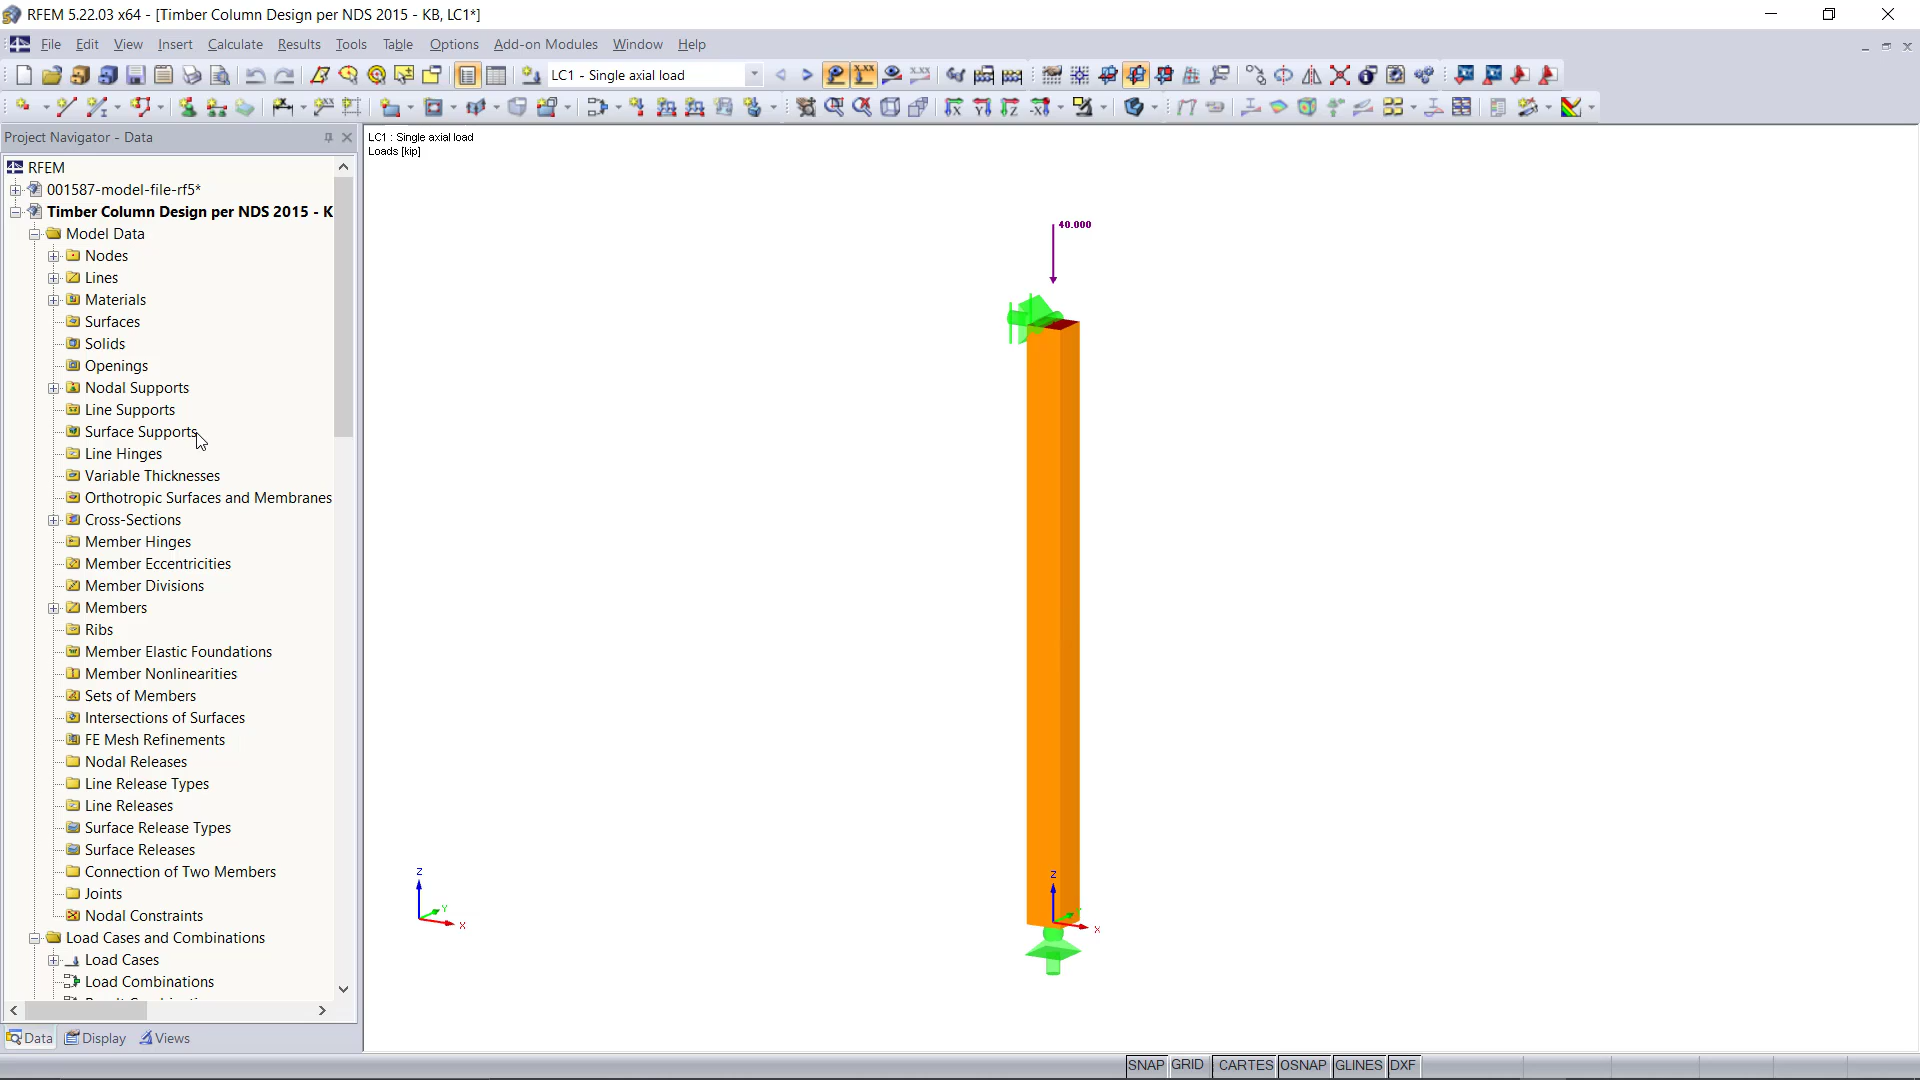 RFEM 5.22.03 x64 - [Timber Column Design per NDS 2015 - KB, LC1*]
File Edit View Insert Calculate Results Tools Table Options Add-on Modules Window Help
LC1 - Single axial load
Project Navigator - Data
RFEM
001587-model-file-rf5*
Timber Column Design per NDS 2015 - K
Model Data
Nodes
Lines
Materials
Surfaces
Solids
Openings
Nodal Supports
Line Supports
Surface Supports
Line Hinges
Variable Thicknesses
Orthotropic Surfaces and Membranes
Cross-Sections
Member Hinges
Member Eccentricities
Member Divisions
Members
Ribs
Member Elastic Foundations
Member Nonlinearities
Sets of Members
Intersections of Surfaces
FE Mesh Refinements
Nodal Releases
Line Release Types
Line Releases
Surface Release Types
Surface Releases
Connection of Two Members
Joints
Nodal Constraints
Load Cases and Combinations
Load Cases
Load Combinations
Data Display Views
LC1 : Single axial load
Loads [kip]
40.000
Z
Y
X
Z
X
SNAP GRID CARTES OSNAP GLINES DXF